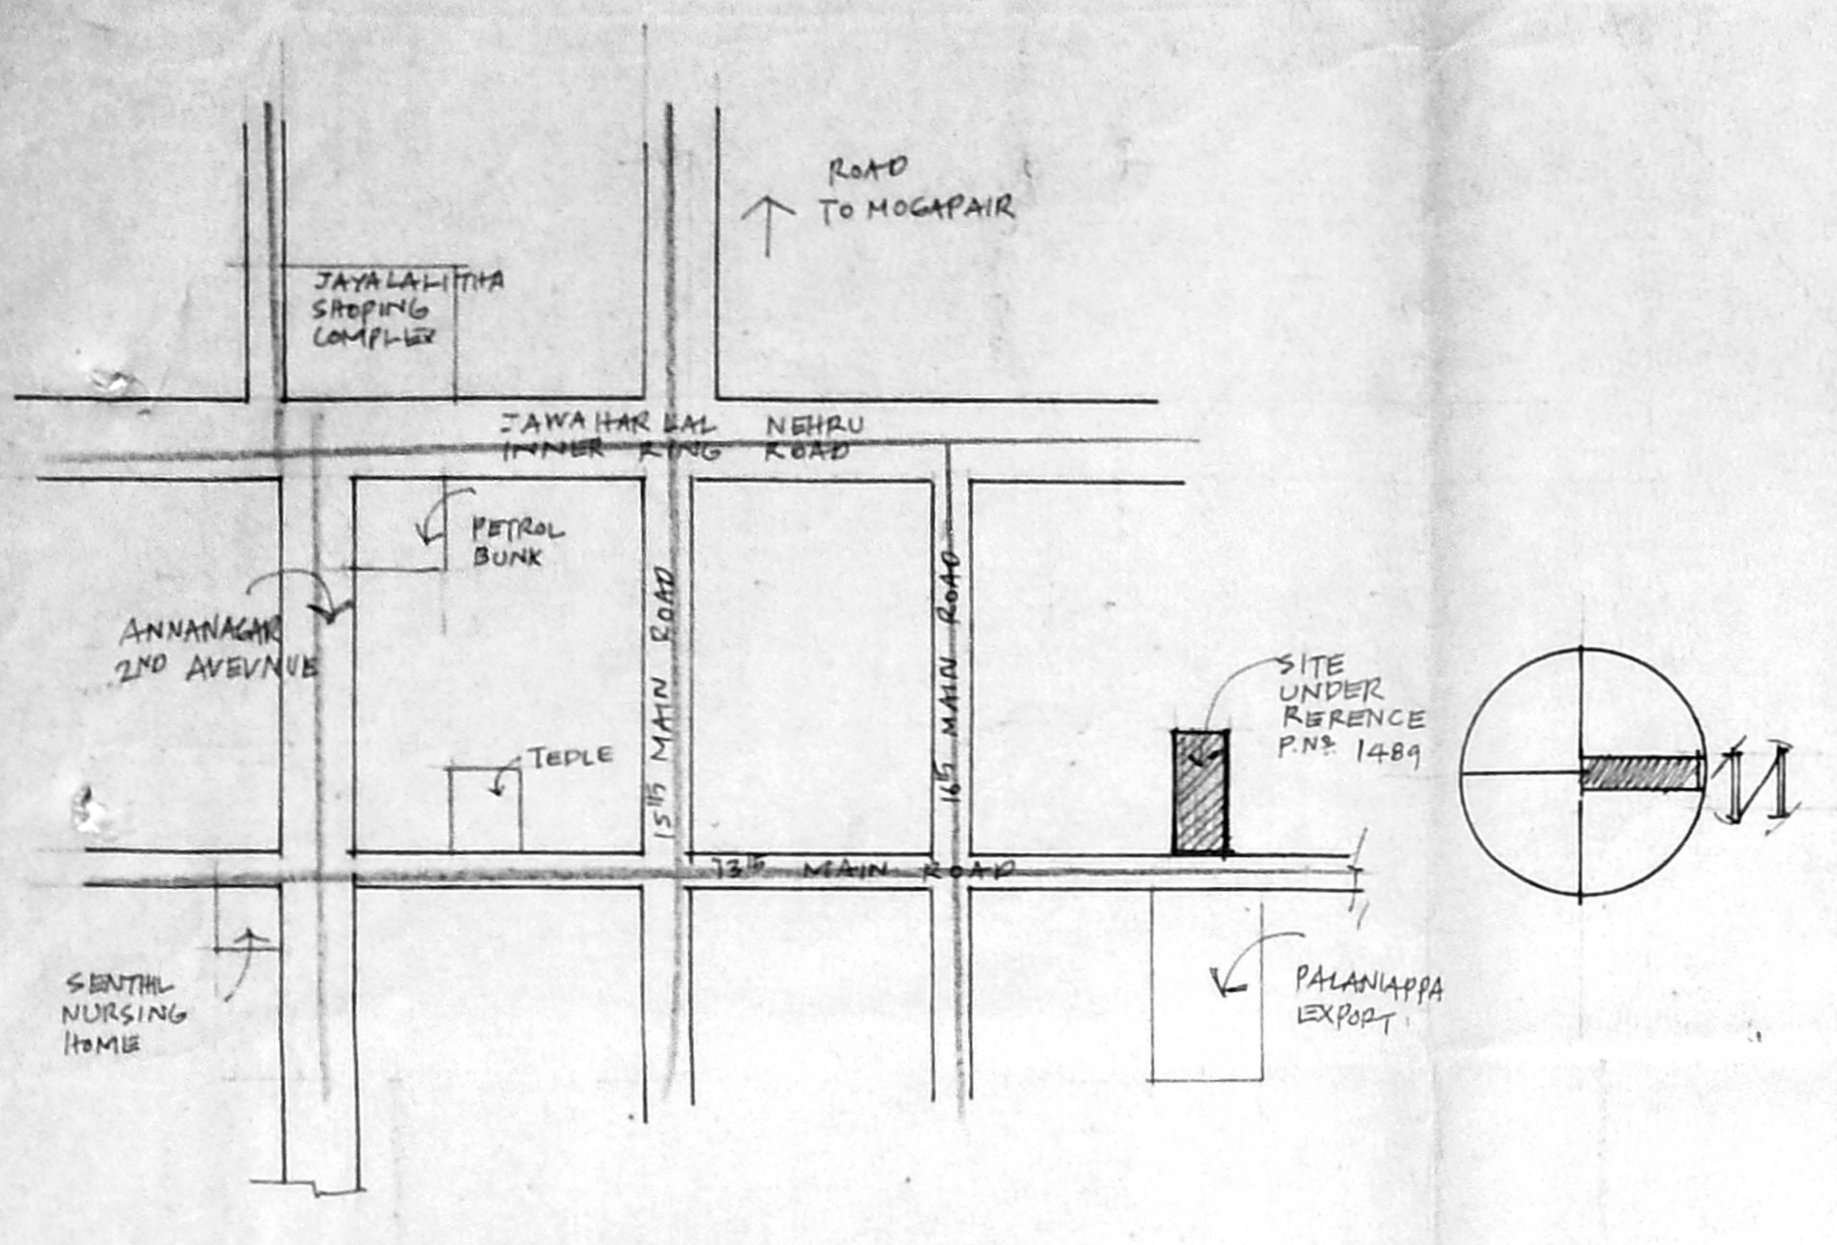 ROAD
TO MOGAPAIR
JAYALALITHA
SHOPING
COMPLEX
JAWAHARLAL NEHRU
INNER RING ROAD
PETROL
BUNK
ANNANAGAR
2ND AVEVNUE
15th MAIN ROAD
16th MAIN ROAD
SITE
UNDER
RERENCE
P.No. 1489
TEPLE
N
13th MAIN ROAD
SENTHIL
NURSING
HOME
PALANIAPPA
EXPORT.